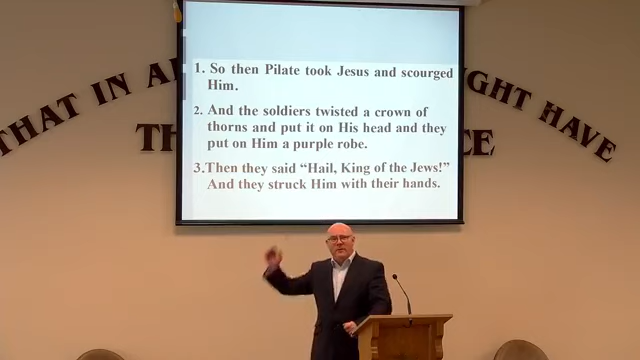 THAT IN AL
UGHT HAVE
TH
CE
1. So then Pilate took Jesus and scourged
Him.
2. And the soldiers twisted a crown of
thorns and put it on His head and they
put on Him a purple robe.
3.Then they said “Hail, King of the Jews!”
And they struck Him with their hands.